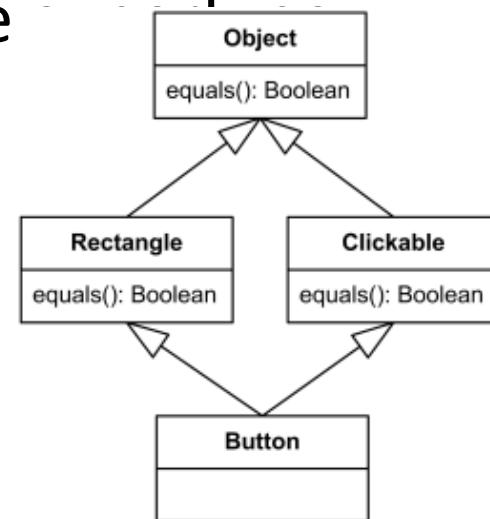 e
Object
equals(): Boolean
Rectangle
Clickable
equals(): Boolean
equals(): Boolean
Button